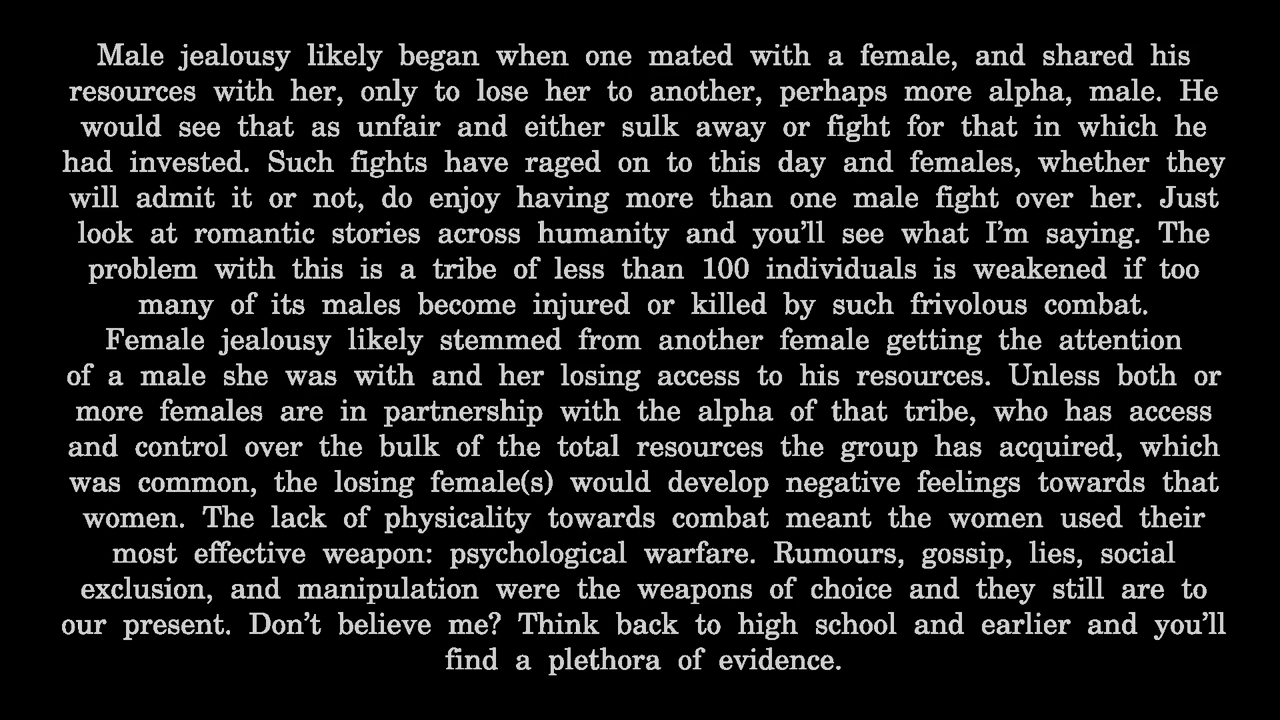 Male jealousy likely began when one mated with a female, and shared his
resources with her, only to lose her to another, perhaps more alpha, male. He
would see that as unfair and either sulk away or fight for that in which he
had invested. Such fights have raged on to this day and females, whether they
will admit it or not, do enjoy having more than one male fight over her. Just
look at romantic stories across humanity and you'll see what I'm saying. The
problem with this is a tribe of less than 100 individuals is weakened if too
many of its males become injured or killed by such frivolous combat.
Female jealousy likely stemmed from another female getting the attention
of a male she was with and her losing access to his resources. Unless both or
more females are in partnership with the alpha of that tribe, who has access
and control over the bulk of the total resources the group has acquired, which
was common, the losing female(s) would develop negative feelings towards that
women. The lack of physicality towards combat meant the women used their
most effective weapon: psychological warfare. Rumours, gossip, lies, social
exclusion, and manipulation were the weapons of choice and they still are to
our present. Don't believe me? Think back to high school and earlier and you'll
find a plethora of evidence.